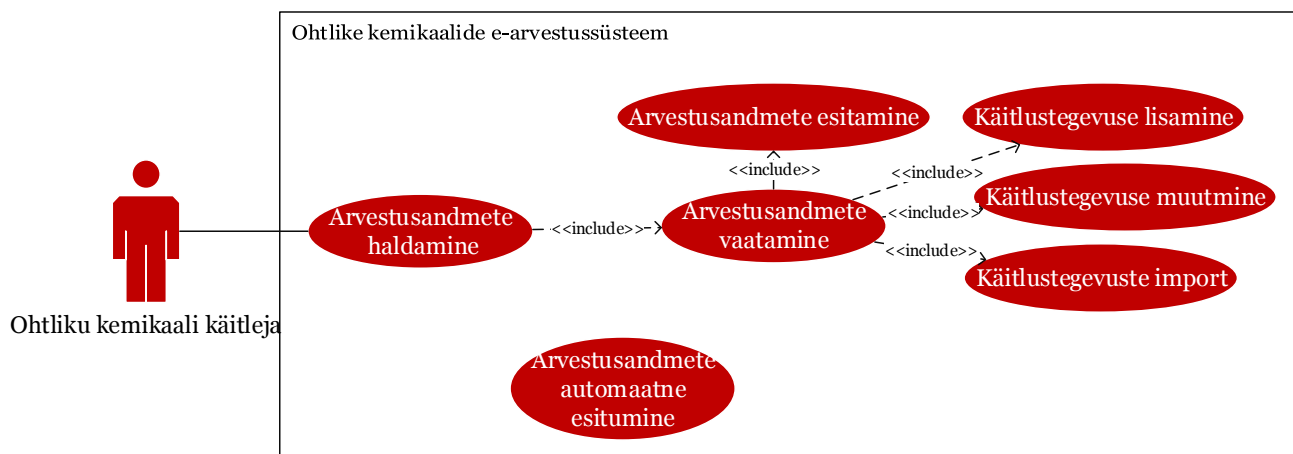 Ohtlike kemikaalide e-arvestussüsteem
Arvestusandmete esitamine
Käitlustegevuse lisamine
<<include>>
<<include>>
Käitlustegevuse muutmine
Arvestusandmete
haldamine
<<include>>
Arvestusandmete
vaatamine
<<include>>
<<include>>
Käitlustegevuste import
Ohtliku kemikaali käitleja
Arvestusandmete
automaatne
esitumine